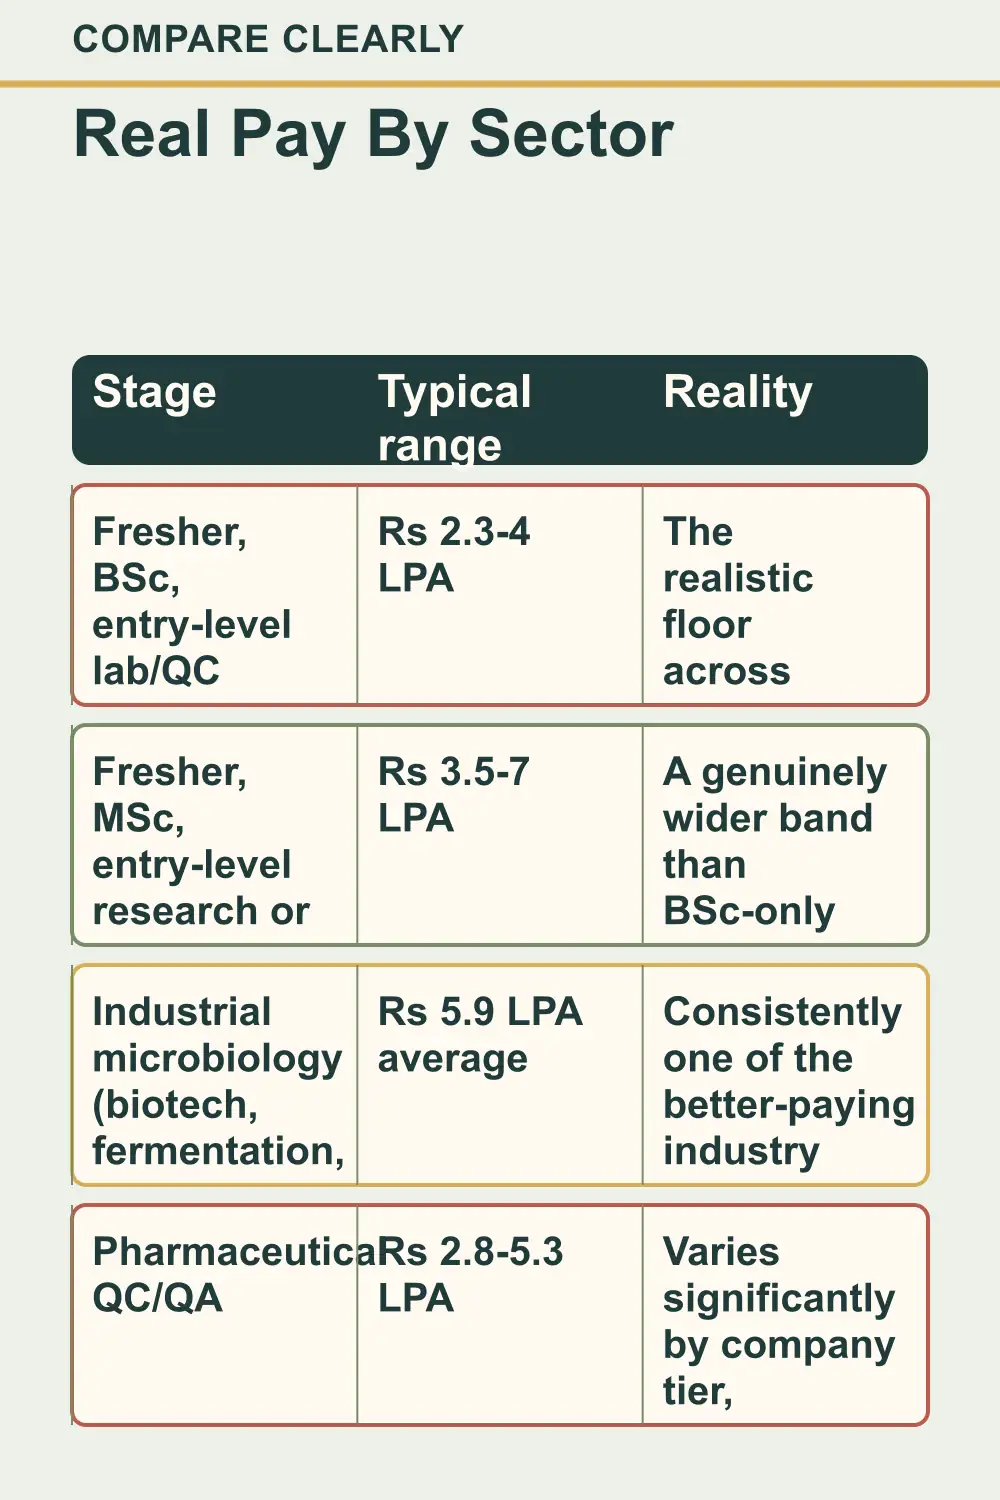 COMPARE CLEARLY
Real Pay By Sector
Stage
Typical
range
Reality
Fresher,
BSc,
entry-level
lab/QC
Rs 2.3-4
LPA
The
realistic
floor
across
Fresher,
MSc,
entry-level
research or
Rs 3.5-7
LPA
A genuinely
wider band
than
BSc-only
Industrial
microbiology
(biotech,
fermentation,
Rs 5.9 LPA
average
Consistently
one of the
better-paying
industry
Pharmaceutica
QC/QA
Rs 2.8-5.3
LPA
Varies
significantly
by company
tier,